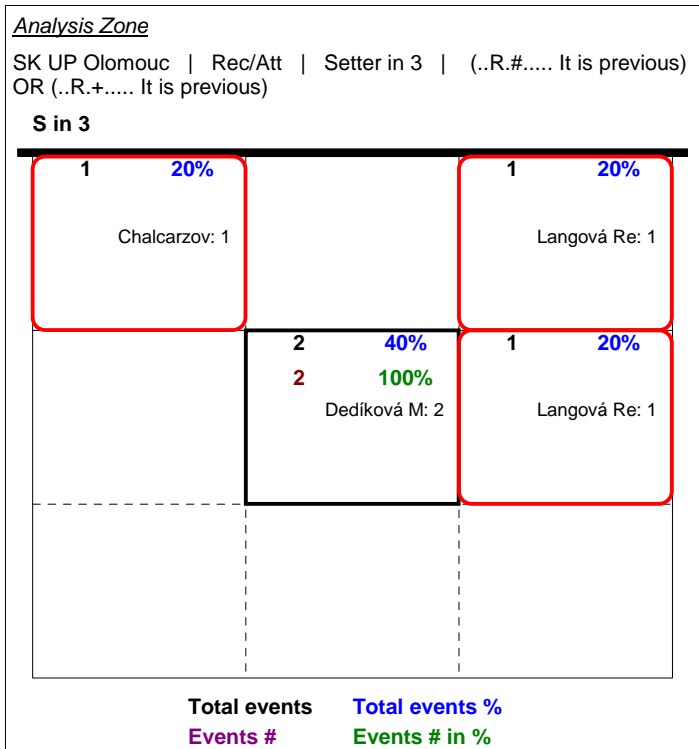 Analysis Zone
SK UP Olomouc | Rec/Att | Setter in 3 | (..R.#..... It is previous)
OR (..R.+..... It is previous)
S in 3
1 20% 1 20%
Chalcarzov: 1 Langová Re: 1
2 40% 1 20%
2 100%
Dedíková M: 2 Langová Re: 1
Total events Total events %
Events # Events # in %